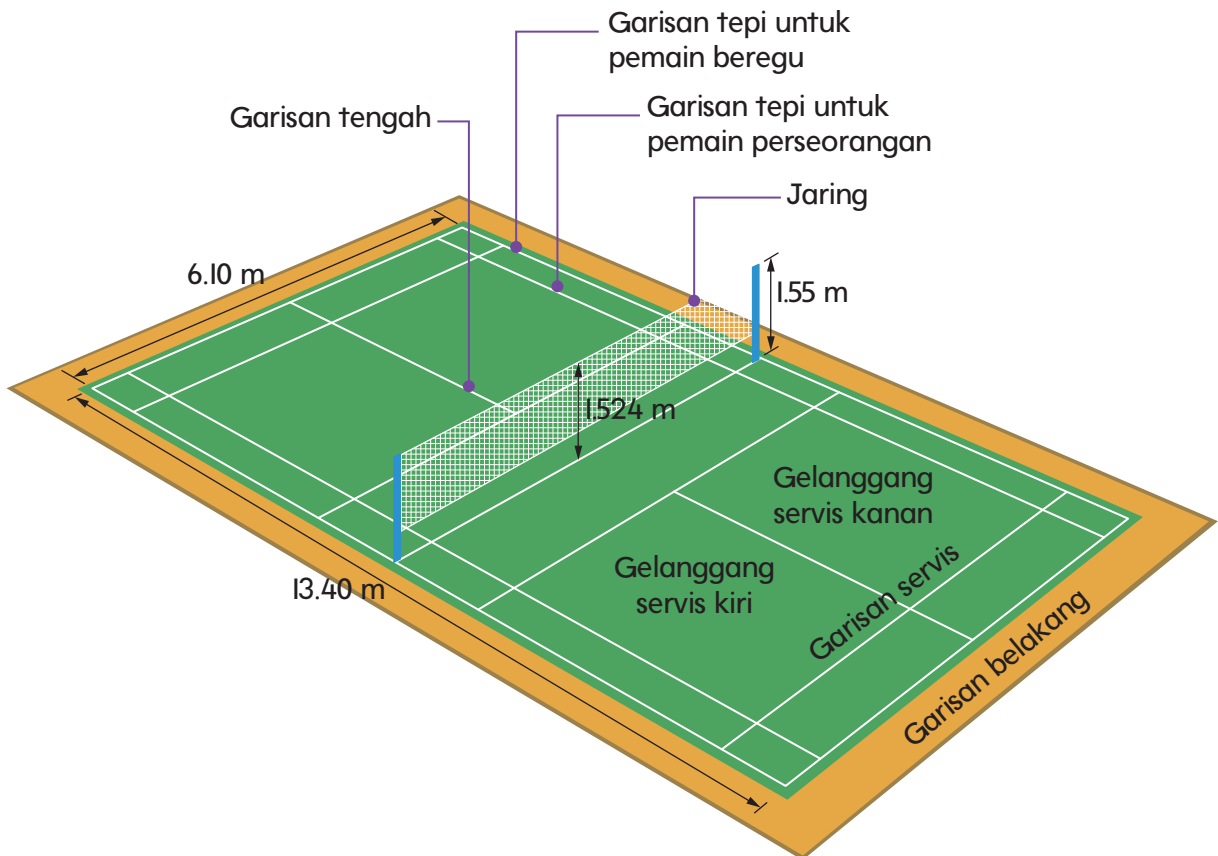 Garisan tepi untuk
pemain beregu
Garisan tengah
Garisan tepi untuk
pemain perseorangan
Jaring
6.10 m
1.55 m
1.524 m
Gelanggang
servis kanan
Gelanggang
servis kiri
13.40 m
Garisan servis
Garisan belakang